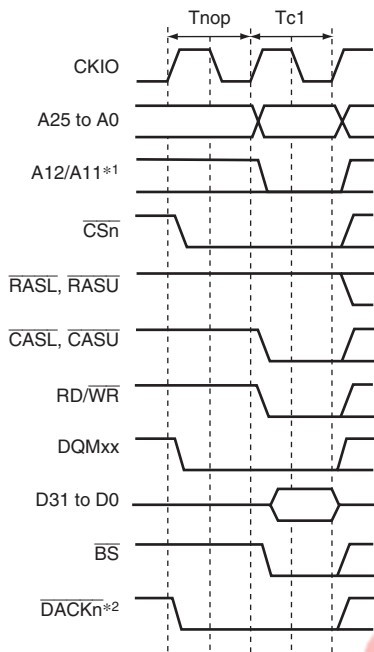 Tnop Tc1
CKIO
A25 to A0
A12/A11*1
CSn
RASL, RASU
CASL, CASU
RD/WR
DQMxx
D31 to D0
BS
DACKn*2